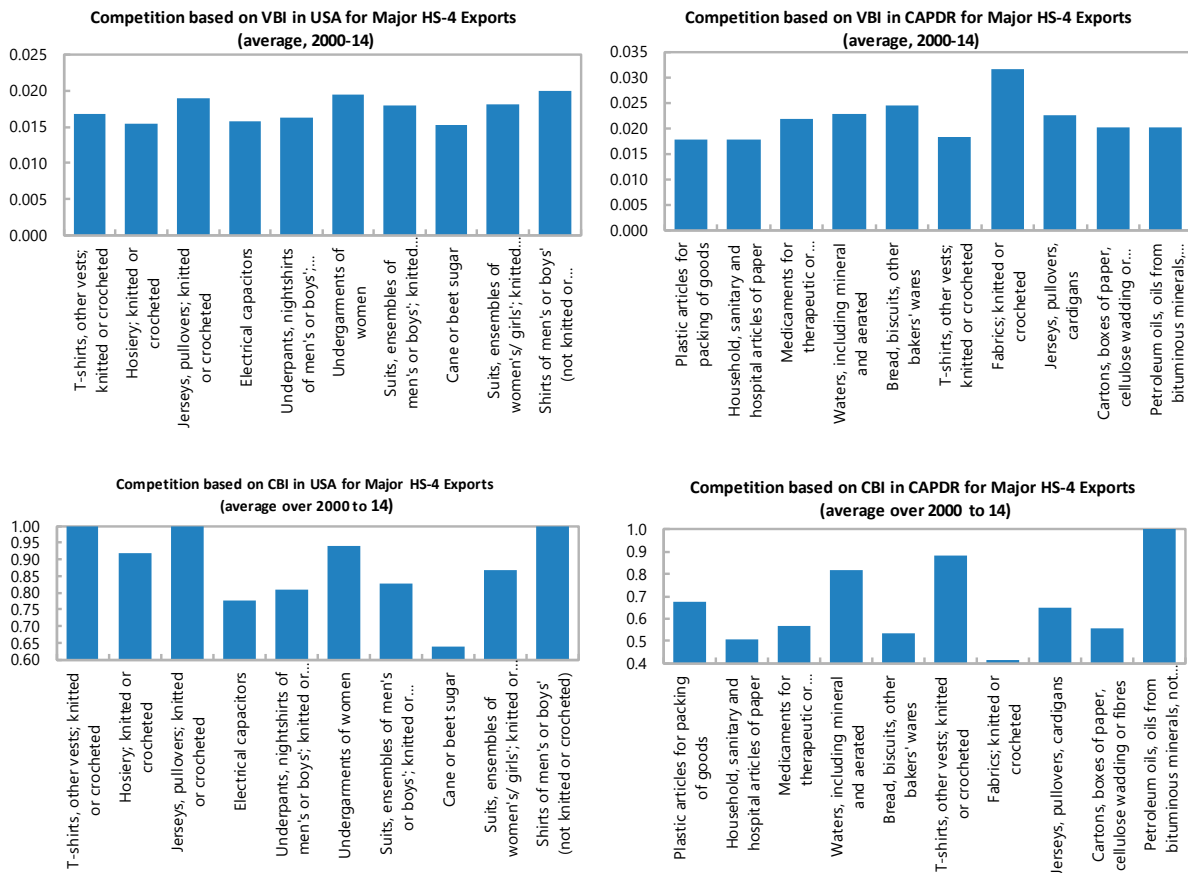 Competition based on VBI in USA for Major HS-4 Exports
(average, 2000-14)
0.025
0.020
0.015
0.010
0.005
0.000
T-shirts, other vests;
knitted or crocheted
Hosiery; knitted or
crocheted
Jerseys, pullovers; knitted
or crocheted
Electrical capacitors
Underpants, nightshirts
of men's or boys';...
Undergarments of
women
Suits, ensembles of
men's or boys'; knitted...
Cane or beet sugar
Suits, ensembles of
women's/ girls'; knitted...
Shirts of men's or boys'
(not knitted or...
Competition based on VBI in CAPDR for Major HS-4 Exports
(average, 2000-14)
0.035
0.030
0.025
0.020
0.015
0.010
0.005
0.000
Plastic articles for
packing of goods
Household, sanitary and
hospital articles of paper
Medicaments for
therapeutic or...
Waters, including mineral
and aerated
Bread, biscuits, other
bakers' wares
T-shirts, other vests;
knitted or crocheted
Fabrics; knitted or
crocheted
Jerseys, pullovers,
cardigans
Cartons, boxes of paper,
cellulose wadding or...
Petroleum oils, oils from
bituminous minerals,...
Competition based on CBI in USA for Major HS-4 Exports
(average over 2000 to 14)
1.00
0.95
0.90
0.85
0.80
0.75
0.70
0.65
0.60
T-shirts, other vests; knitted
or crocheted
Hosiery; knitted or
crocheted
Jerseys, pullovers; knitted
or crocheted
Electrical capacitors
Underpants, nightshirts of
men's or boys'; knitted or...
Undergarments of women
Suits, ensembles of men's
or boys'; knitted or...
Cane or beet sugar
Suits, ensembles of
women's/ girls'; knitted or...
Shirts of men's or boys'
(not knitted or crocheted)
Competition based on CBI in CAPDR for Major HS-4 Exports
(average over 2000 to 14)
1.0
0.9
0.8
0.7
0.6
0.5
0.4
Plastic articles for packing
of goods
Household, sanitary and
hospital articles of paper
Medicaments for
therapeutic or...
Waters, including mineral
and aerated
Bread, biscuits, other
bakers' wares
T-shirts, other vests; knitted
or crocheted
Fabrics; knitted or
crocheted
Jerseys, pullovers, cardigans
Cartons, boxes of paper,
cellulose wadding or fibres
Petroleum oils, oils from
bituminous minerals, not...